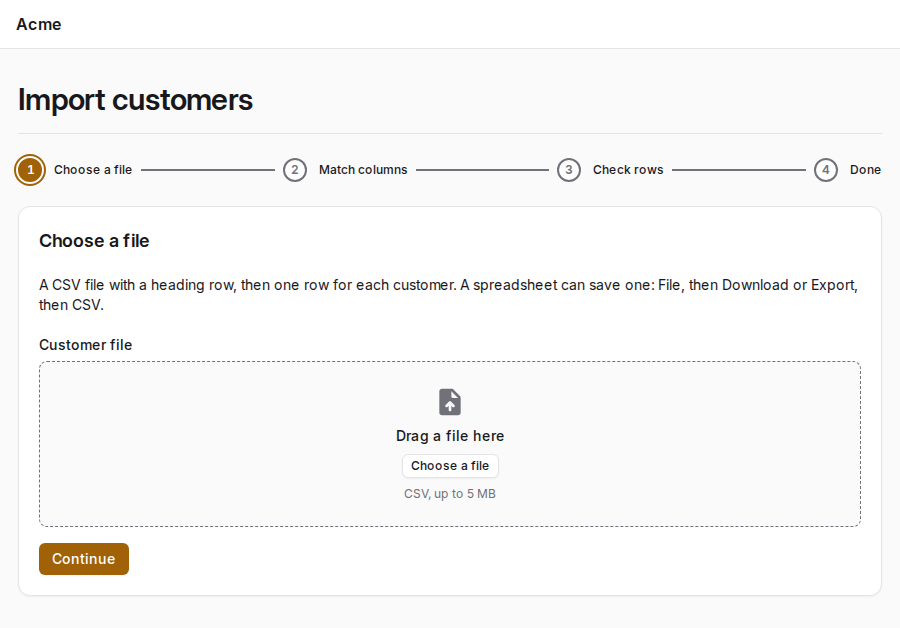 Acme
Import customers
1 Choose a file 2 Match columns 3 Check rows 4 Done
Choose a file
A CSV file with a heading row, then one row for each customer. A spreadsheet can save one: File, then Download or Export,
then CSV.
Customer file
Drag a file here
Choose a file
CSV, up to 5 MB
Continue